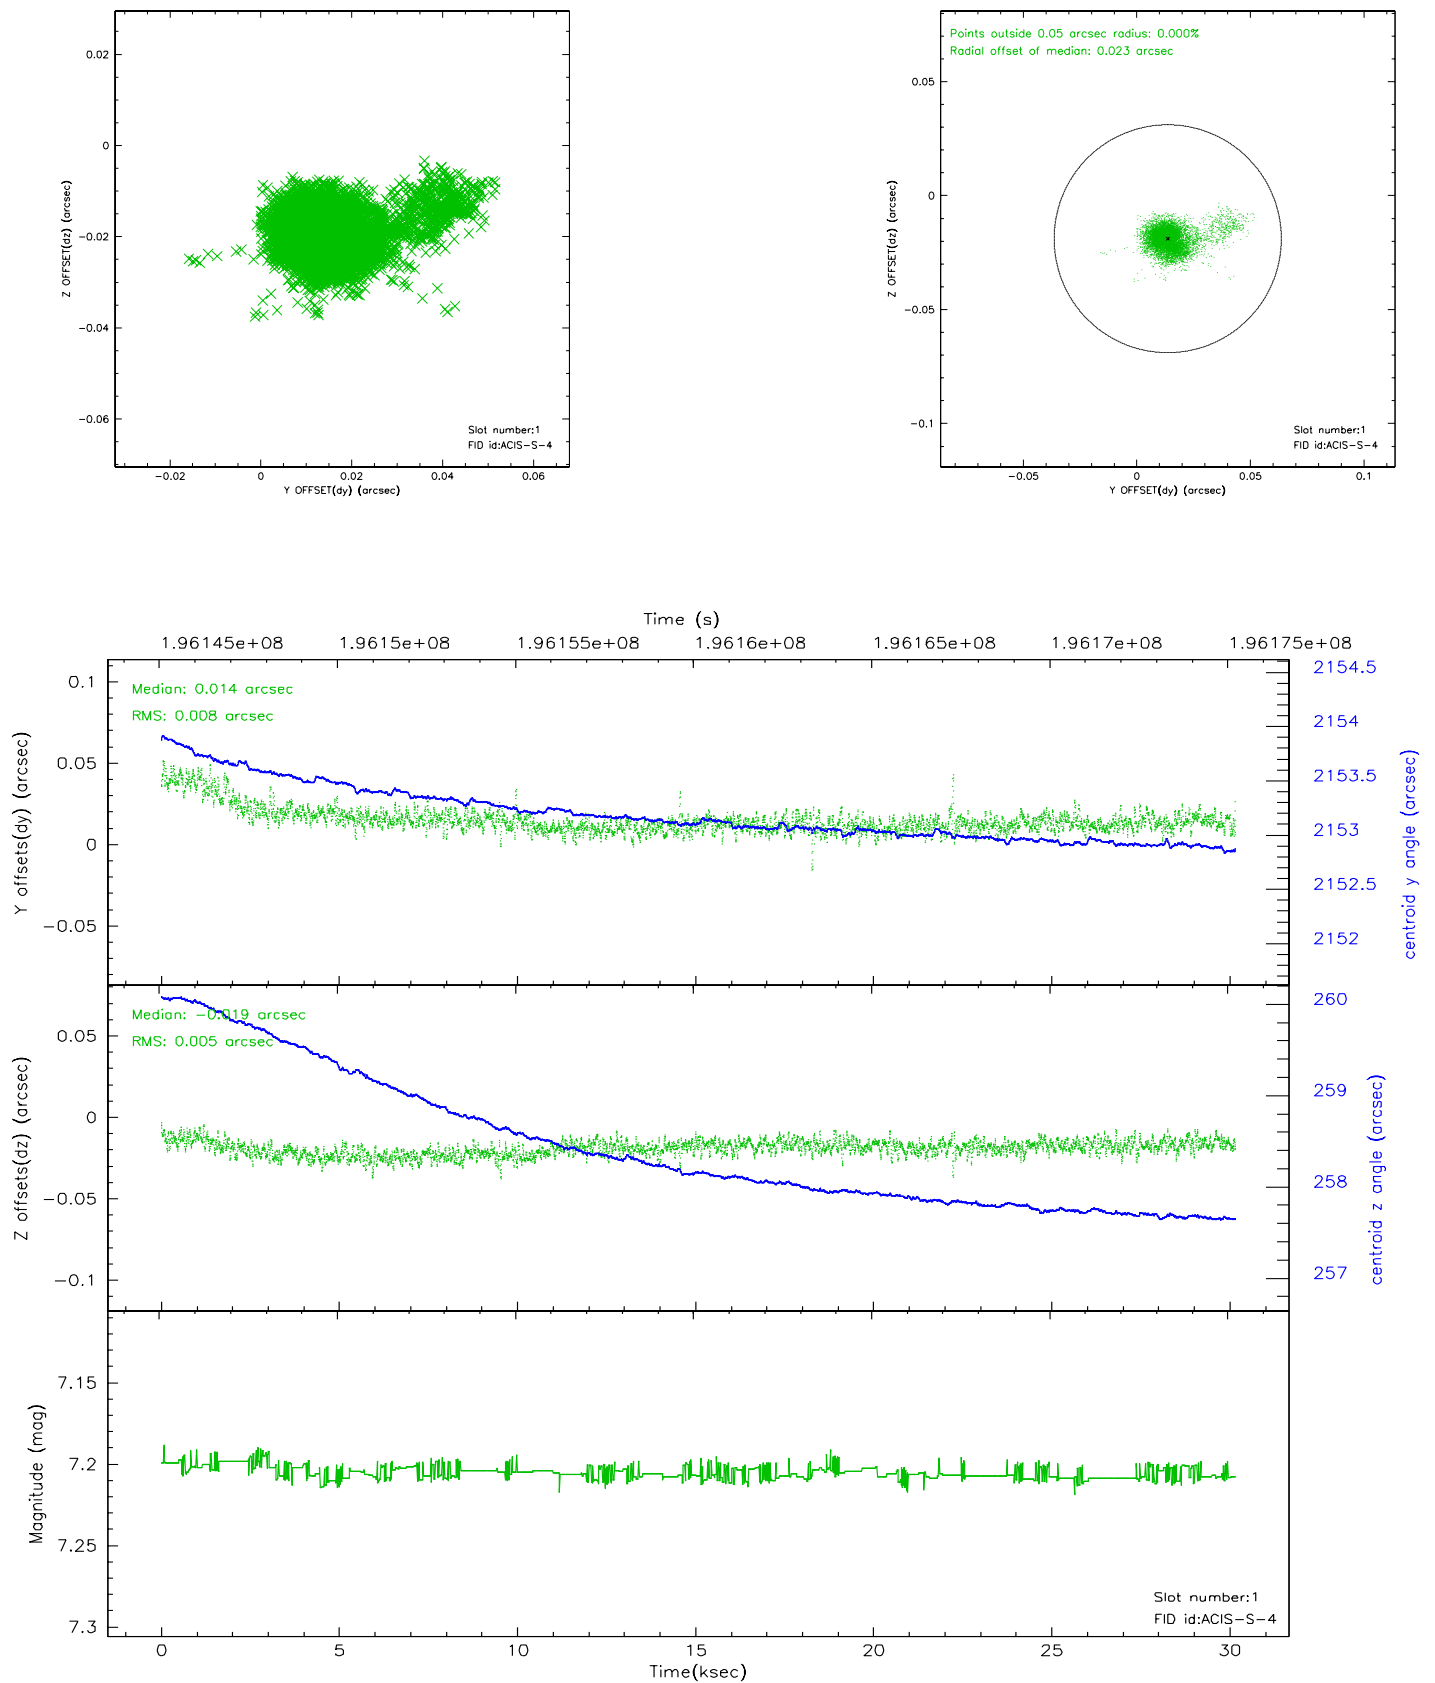 0.02
0
-0.02
-0.04
-0.06
Z OFFSET(dz) (arcsec)
Slot number:1
FID id:ACIS-S-4
-0.02 0 0.02 0.04 0.06
Y OFFSET(dy) (arcsec)
Points outside 0.05 arcsec radius: 0.000%
Radial offset of median: 0.023 arcsec
0.05
0
-0.05
-0.1
Z OFFSET(dz) (arcsec)
Slot number:1
FID id:ACIS-S-4
-0.05 0 0.05 0.1
Y OFFSET(dy) (arcsec)
Time (s)
1.96145e+08 1.9615e+08 1.96155e+08 1.9616e+08 1.96165e+08 1.9617e+08 1.96175e+08
Median: 0.014 arcsec
RMS: 0.008 arcsec
0.1
0.05
0
-0.05
Y offsets(dy) (arcsec)
2154.5
2154
2153.5
2153
2152.5
2152
centroid y angle (arcsec)
Median: -0.019 arcsec
RMS: 0.005 arcsec
0.05
0
-0.05
-0.1
Z offsets(dz) (arcsec)
260
259
258
257
centroid z angle (arcsec)
7.15
7.2
7.25
7.3
Magnitude (mag)
Slot number:1
FID id:ACIS-S-4
0 5 10 15 20 25 30
Time(ksec)